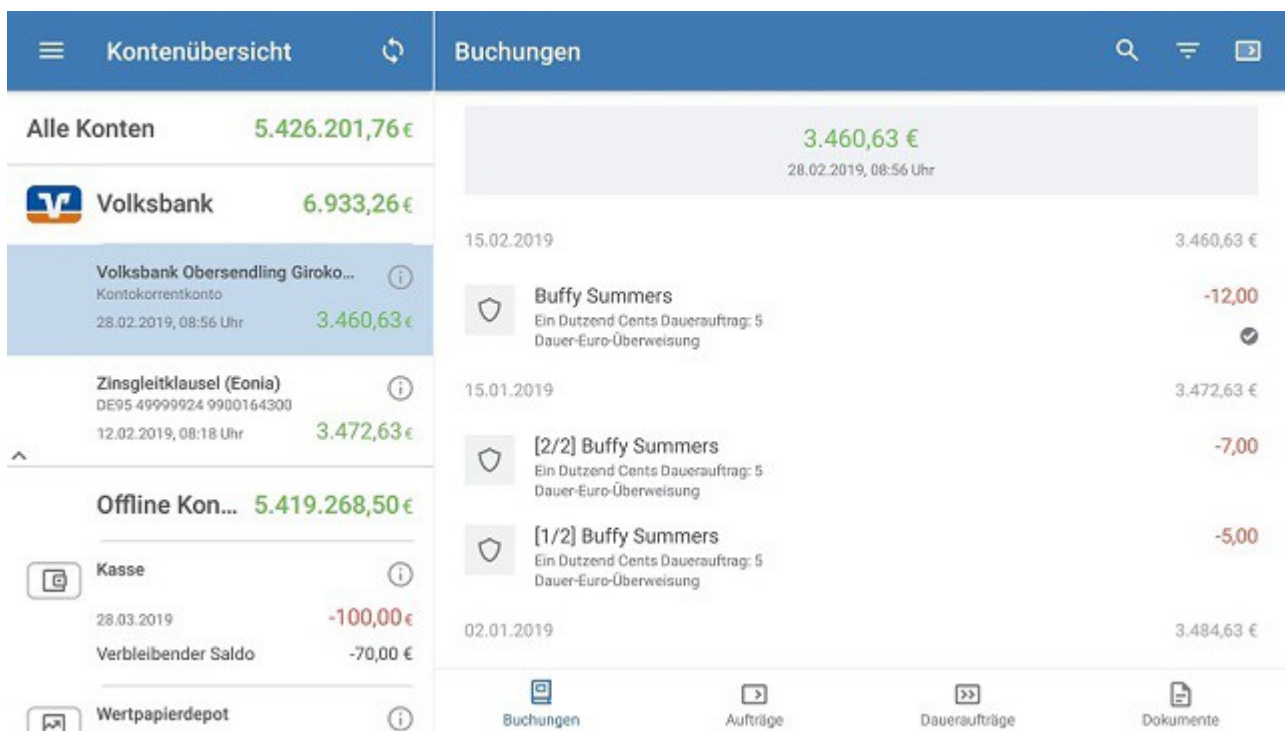 Kontenübersicht
Alle Konten 5.426.201,76 €
Volksbank 6.933,26 €
Volksbank Obersendling Giroko...
Kontokorrentkonto
28.02.2019, 08:56 Uhr 3.460,63 €
Zinsgleitklausel (Eonia)
DE95 49999924 9900164300
12.02.2019, 08:18 Uhr 3.472,63 €
Offline Kon... 5.419.268,50 €
Kasse
28.03.2019 -100,00 €
Verbleibender Saldo -70,00 €
Wertpapierdepot
Buchungen
3.460,63 €
28.02.2019, 08:56 Uhr
15.02.2019 3.460,63 €
Buffy Summers -12,00
Ein Dutzend Cents Dauerauftrag: 5
Dauer-Euro-Überweisung
15.01.2019 3.472,63 €
[2/2] Buffy Summers -7,00
Ein Dutzend Cents Dauerauftrag: 5
Dauer-Euro-Überweisung
[1/2] Buffy Summers -5,00
Ein Dutzend Cents Dauerauftrag: 5
Dauer-Euro-Überweisung
02.01.2019 3.484,63 €
Buchungen Aufträge Daueraufträge Dokumente